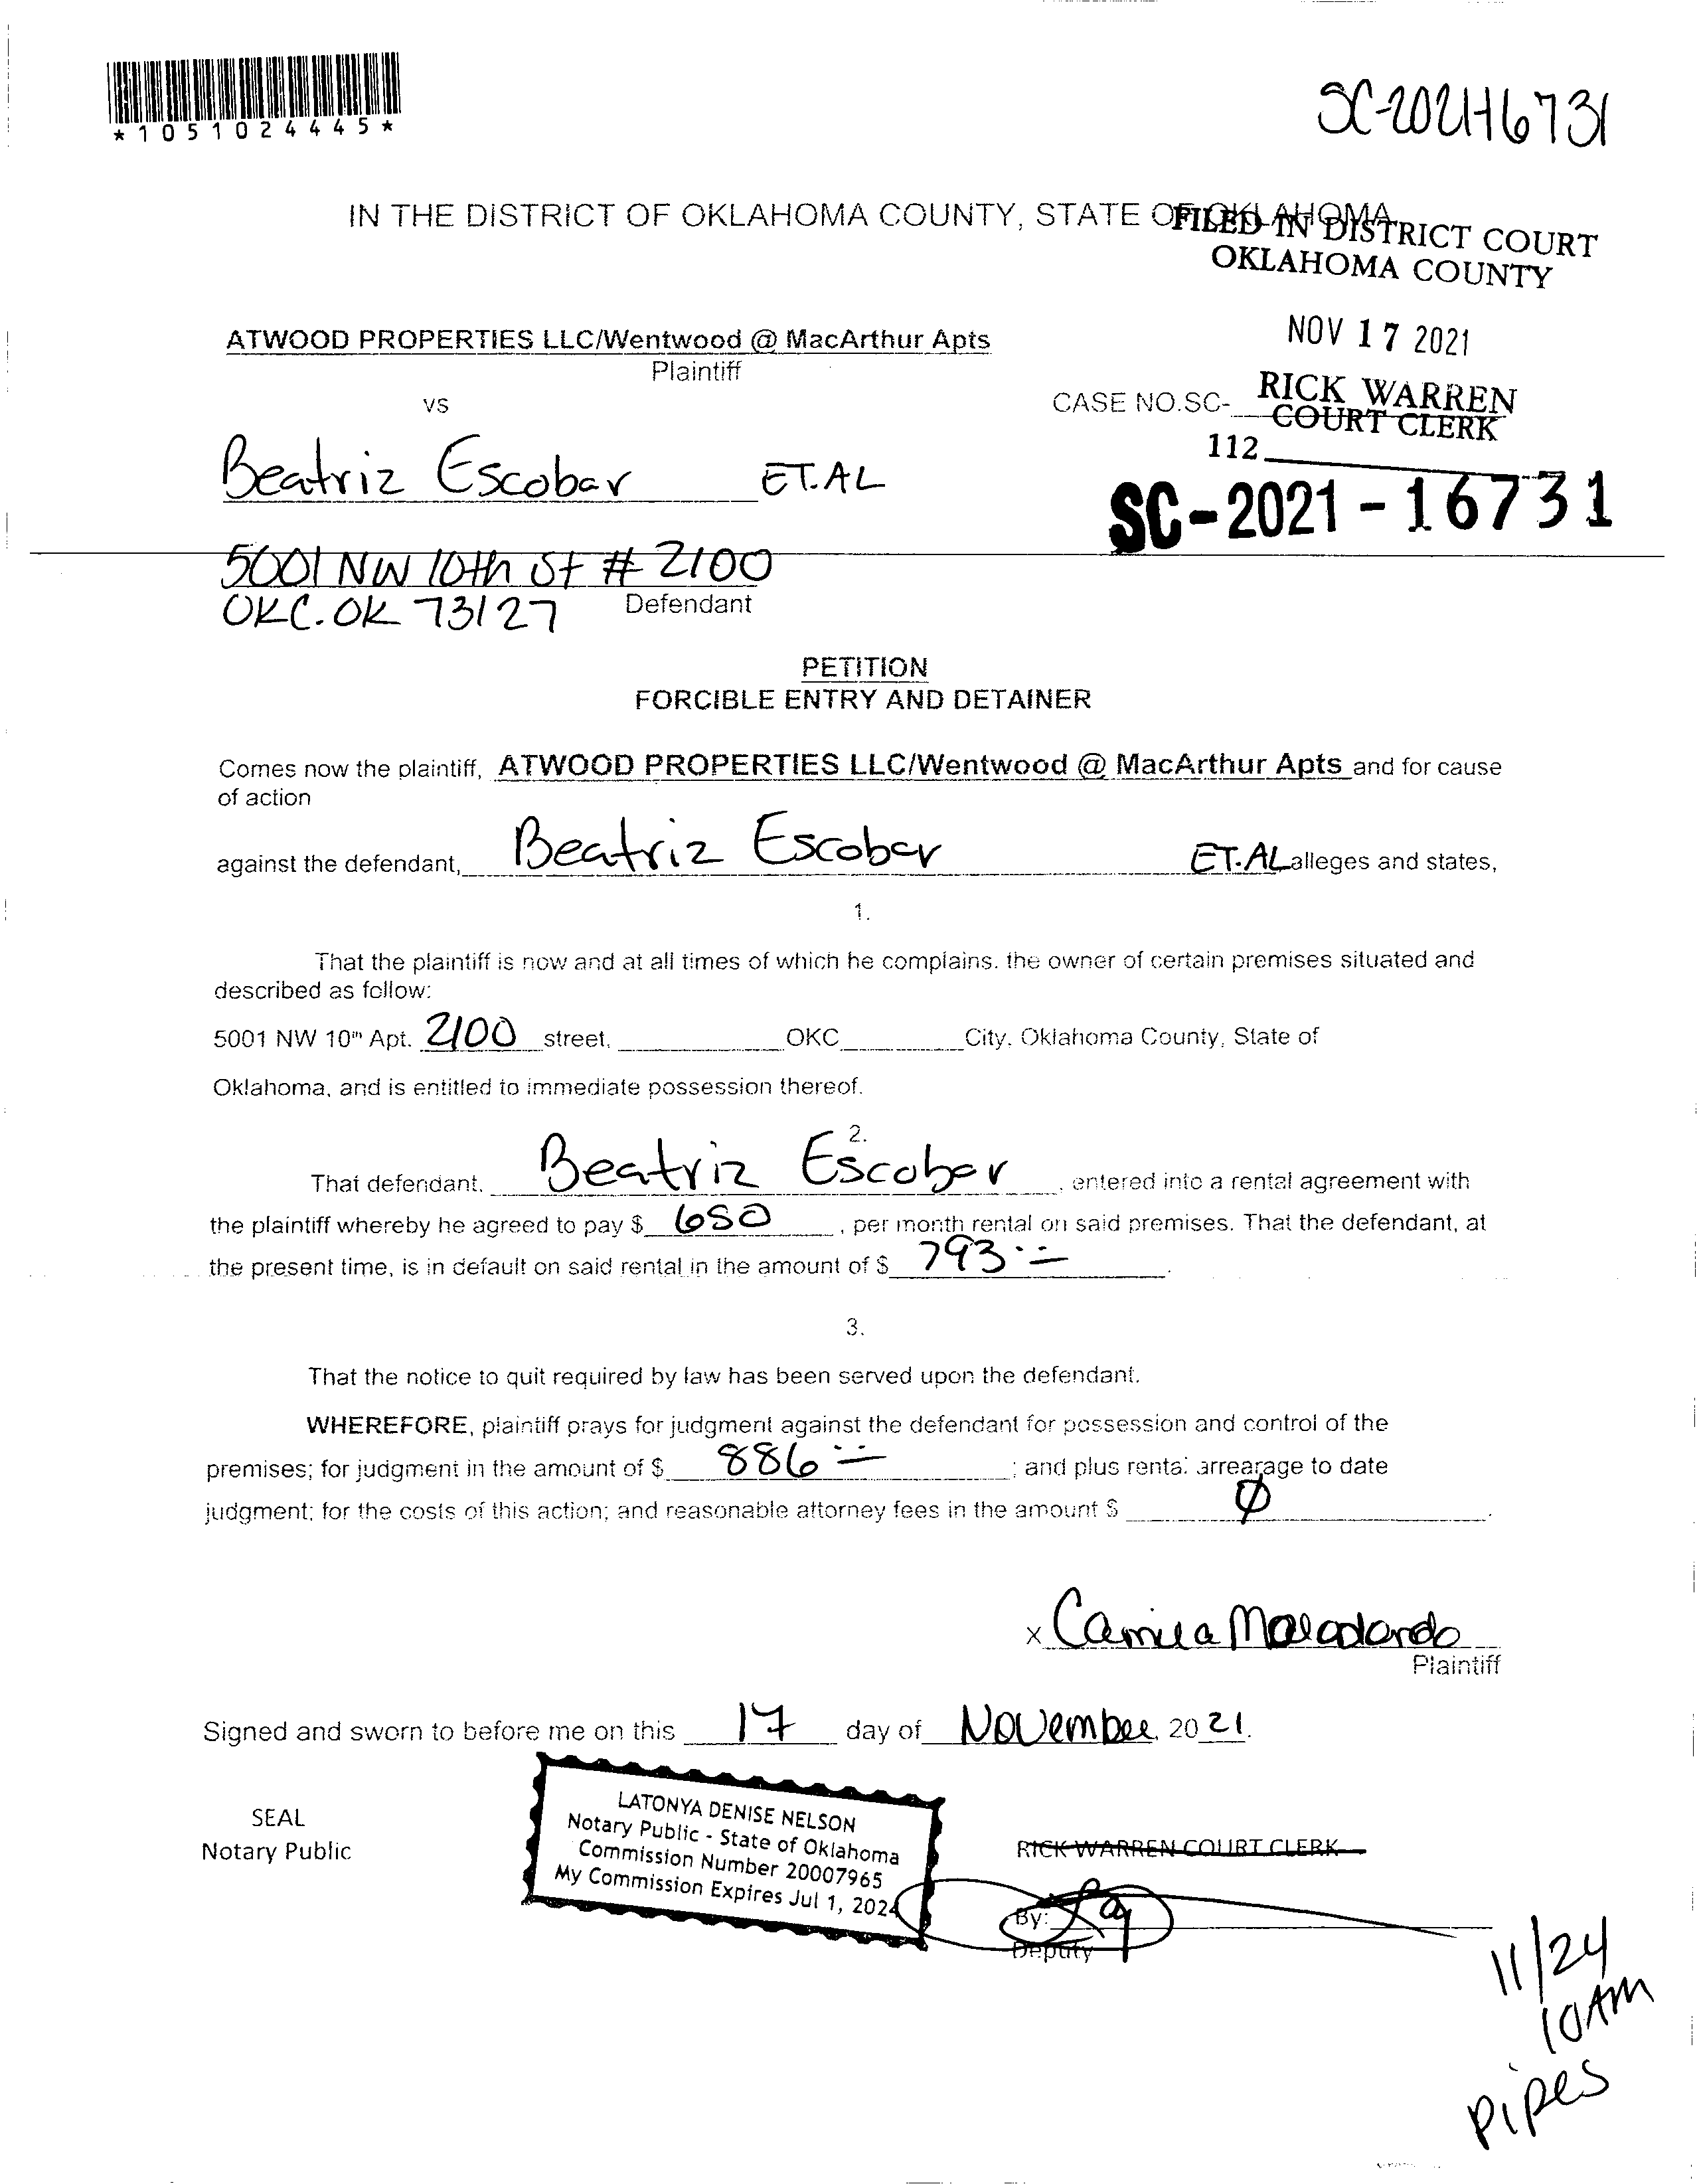 *1051024445*
SC-2021-16731
IN THE DISTRICT OF OKLAHOMA COUNTY, STATE OF OKLAHOMA
FILED IN DISTRICT COURT
OKLAHOMA COUNTY
NOV 17 2021
RICK WARREN
COURT CLERK
112
ATWOOD PROPERTIES LLC/Wentwood @ MacArthur Apts
Plaintiff
vs
CASE NO.SC-
SC-2021-16731
Beatriz Escobar ET.AL
5001 NW 10th St # 2100
OKC. OK 73127 Defendant
PETITION
FORCIBLE ENTRY AND DETAINER
Comes now the plaintiff, ATWOOD PROPERTIES LLC/Wentwood @ MacArthur Apts and for cause
of action
against the defendant, Beatriz Escobar ET.AL alleges and states,
1.
That the plaintiff is now and at all times of which he complains. the owner of certain premises situated and
described as follow:
5001 NW 10th Apt. 2100 street, OKC City, Oklahoma County, State of
Oklahoma, and is entitled to immediate possession thereof.
2.
That defendant, Beatriz Escobar, entered into a rental agreement with
the plaintiff whereby he agreed to pay $ 650, per month rental on said premises. That the defendant, at
the present time, is in default on said rental in the amount of $ 793
3.
That the notice to quit required by law has been served upon the defendant.
WHEREFORE, plaintiff prays for judgment against the defendant for possession and control of the
premises; for judgment in the amount of $ 886; and plus rental arrearage to date
judgment; for the costs of this action; and reasonable attorney fees in the amount $ Ø.
x
Plaintiff
Signed and sworn to before me on this 17 day of November, 2021.
SEAL
Notary Public
LATONYA DENISE NELSON
Notary Public - State of Oklahoma
Commission Number 20007965
My Commission Expires Jul 1, 2024
RICK WARREN COURT CLERK
By:
Deputy
11/24
10AM
Pipes